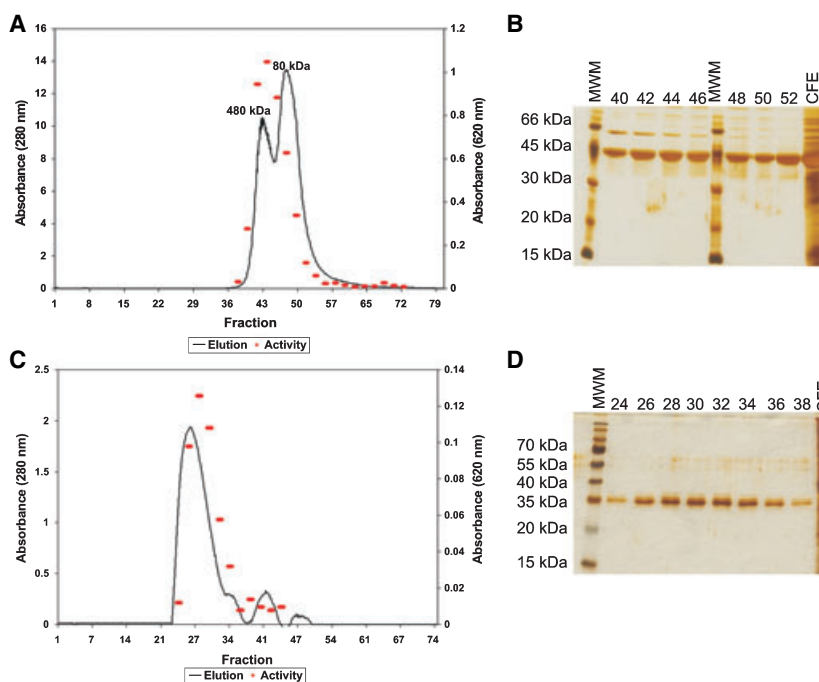 A
Absorbance (280 nm)
16
14
12
10
8
6
4
2
0
480 kDa
80 kDa
1.2
1
0.8
0.6
0.4
0.2
0
Absorbance (620 nm)
1 8 15 22 29 36 43 50 57 65 72 79
Fraction
Elution Activity
B
MWM 40 42 44 46 MWM 48 50 52 CFE
66 kDa
45 kDa
30 kDa
20 kDa
15 kDa
C
Absorbance (280 nm)
2.5
2
1.5
1
0.5
0
0.14
0.12
0.1
0.08
0.06
0.04
0.02
0
Absorbance (620 nm)
1 7 14 21 27 34 41 47 54 61 67 74
Fraction
Elution Activity
D
MWM 24 26 28 30 32 34 36 38
70 kDa
55 kDa
40 kDa
35 kDa
20 kDa
15 kDa